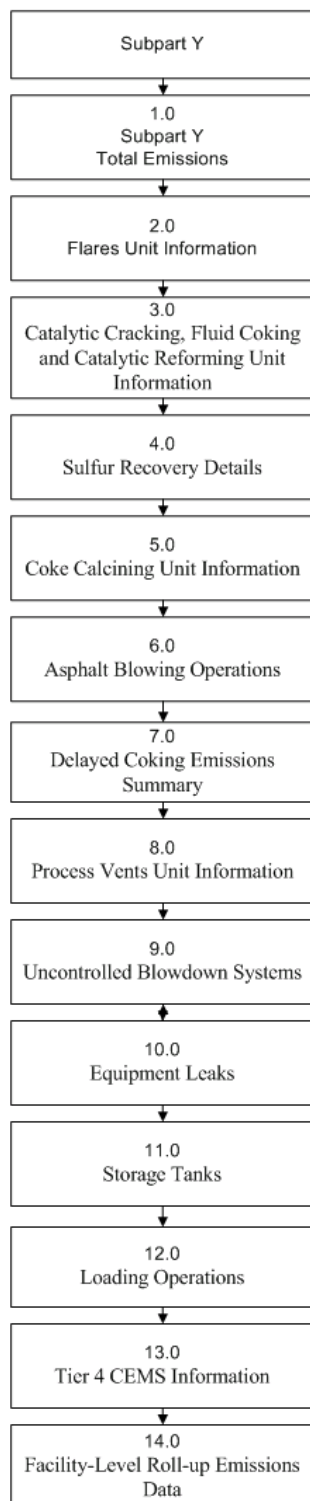 Subpart Y
1.0
Subpart Y
Total Emissions
2.0
Flares Unit Information
3.0
Catalytic Cracking, Fluid Coking
and Catalytic Reforming Unit
Information
4.0
Sulfur Recovery Details
5.0
Coke Calcining Unit Information
6.0
Asphalt Blowing Operations
7.0
Delayed Coking Emissions
Summary
8.0
Process Vents Unit Information
9.0
Uncontrolled Blowdown Systems
10.0
Equipment Leaks
11.0
Storage Tanks
12.0
Loading Operations
13.0
Tier 4 CEMS Information
14.0
Facility-Level Roll-up Emissions
Data